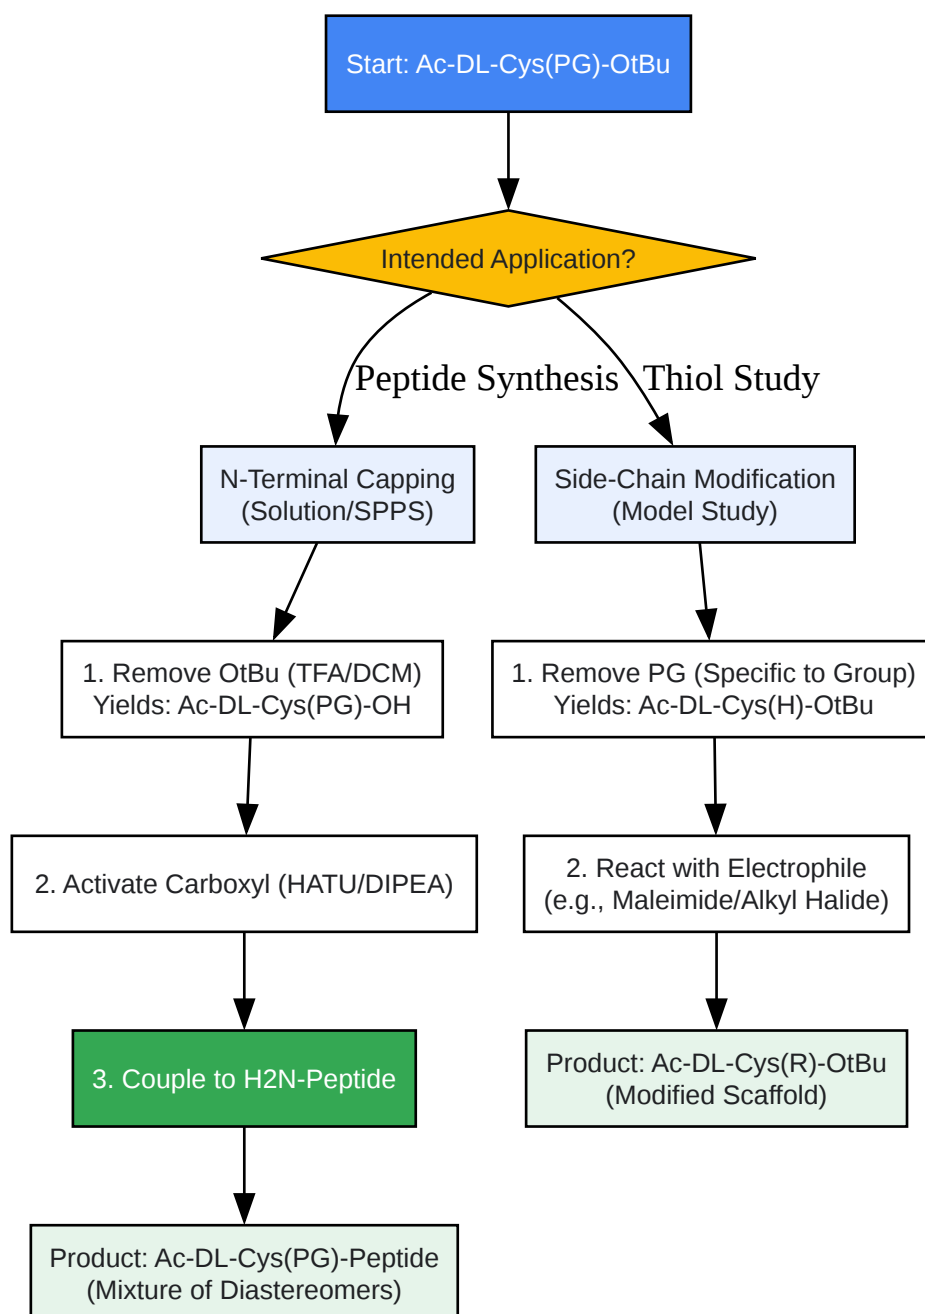 Start: Ac-DL-Cys(PG)-OtBu
Intended Application?
Peptide Synthesis
Thiol Study
N-Terminal Capping
(Solution/SPPS)
Side-Chain Modification
(Model Study)
1. Remove OtBu (TFA/DCM)
Yields: Ac-DL-Cys(PG)-OH
1. Remove PG (Specific to Group)
Yields: Ac-DL-Cys(H)-OtBu
2. Activate Carboxyl (HATU/DIPEA)
2. React with Electrophile
(e.g., Maleimide/Alkyl Halide)
3. Couple to H2N-Peptide
Product: Ac-DL-Cys(R)-OtBu
(Modified Scaffold)
Product: Ac-DL-Cys(PG)-Peptide
(Mixture of Diastereomers)